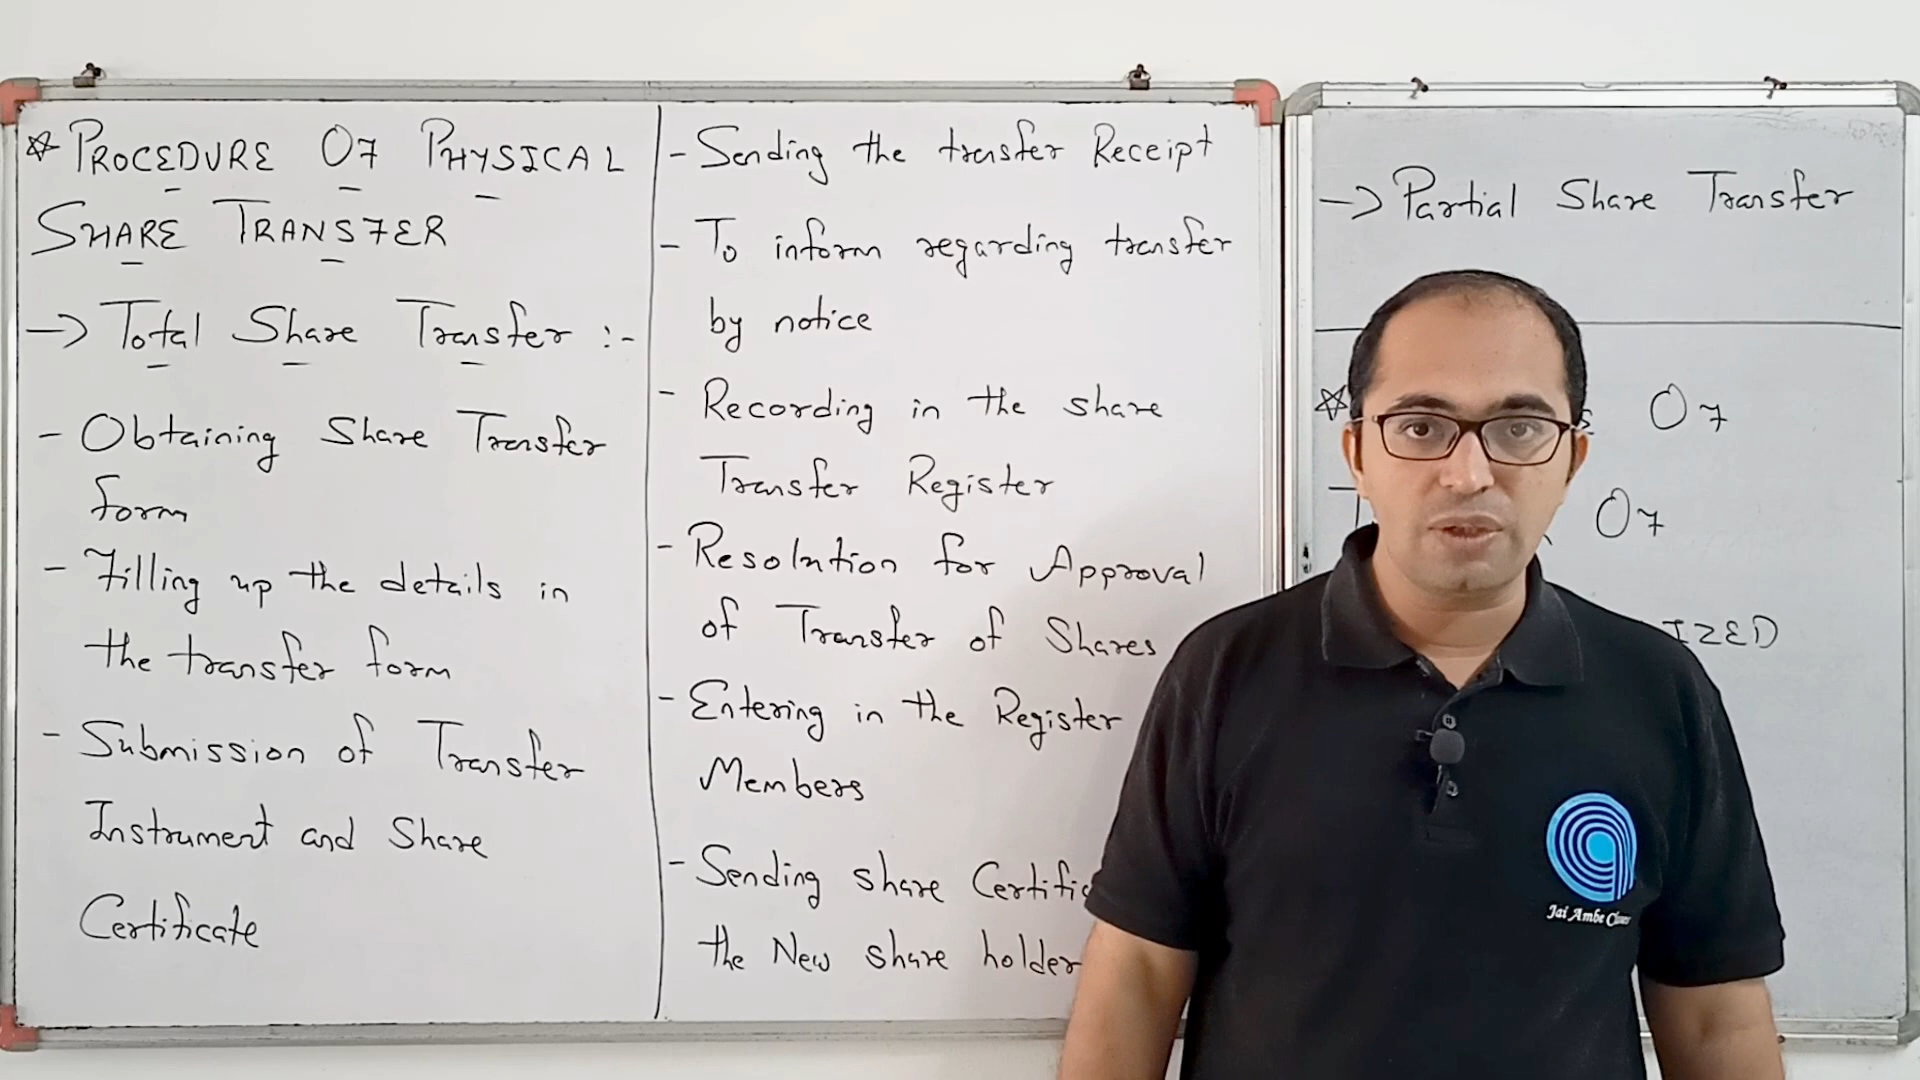 * PROCEDURE OF PHYSICAL
SHARE TRANSFER
→ Total Share Transfer :-
- Obtaining Share Transfer
form
- Filling up the details in
the transfer form
- Submission of Transfer
Instrument and Share
Certificate
- Sending the transfer Receipt
- To inform regarding transfer
by notice
- Recording in the share
Transfer Register
- Resolution for Approval
of Transfer of Shares
- Entering in the Register
Members
- Sending share Certific
the New share holder
→ Partial Share Transfer
OF
OF
IZED
Jai Ambe Classes